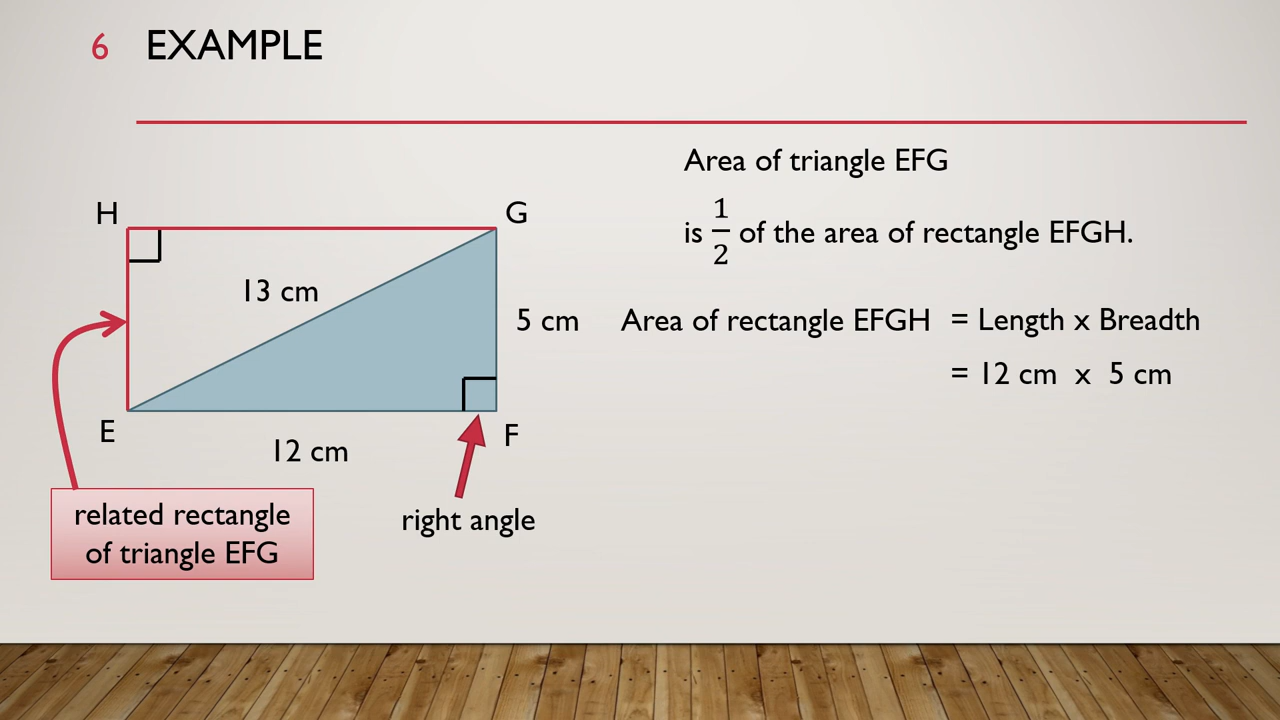 6 EXAMPLE
Area of triangle EFG
is 1/2 of the area of rectangle EFGH.
H
G
13 cm
5 cm
Area of rectangle EFGH = Length x Breadth
= 12 cm x 5 cm
E
F
12 cm
related rectangle
of triangle EFG
right angle